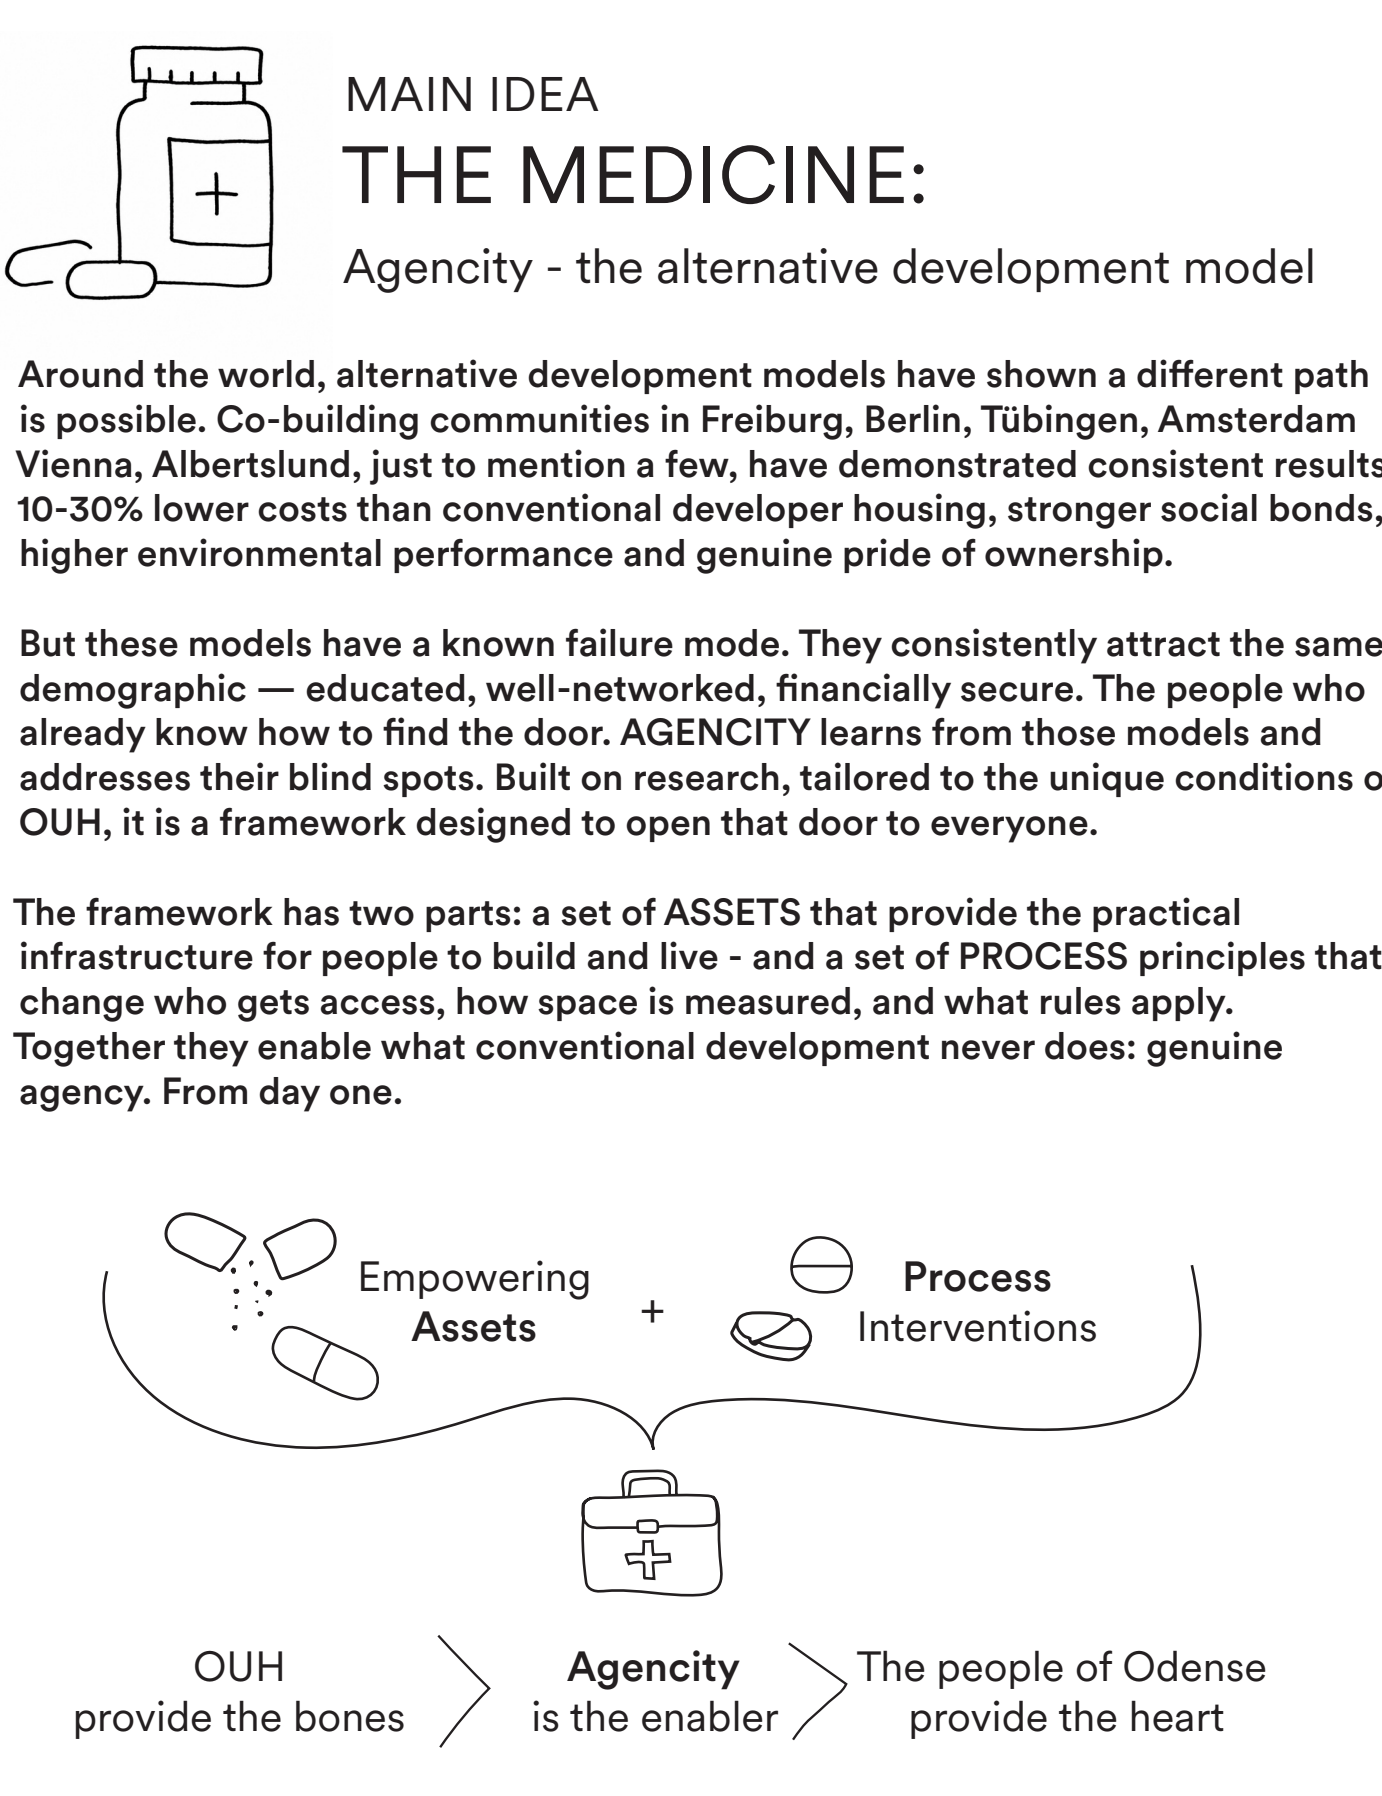 MAIN IDEA
THE MEDICINE:
Agencity - the alternative development model
Around the world, alternative development models have shown a different path
is possible. Co-building communities in Freiburg, Berlin, Tübingen, Amsterdam
Vienna, Albertslund, just to mention a few, have demonstrated consistent results
10-30% lower costs than conventional developer housing, stronger social bonds,
higher environmental performance and genuine pride of ownership.
But these models have a known failure mode. They consistently attract the same
demographic — educated, well-networked, financially secure. The people who
already know how to find the door. AGENCITY learns from those models and
addresses their blind spots. Built on research, tailored to the unique conditions o
OUH, it is a framework designed to open that door to everyone.
The framework has two parts: a set of ASSETS that provide the practical
infrastructure for people to build and live - and a set of PROCESS principles that
change who gets access, how space is measured, and what rules apply.
Together they enable what conventional development never does: genuine
agency. From day one.
Empowering
Assets
+
Process
Interventions
OUH
provide the bones
Agencity
is the enabler
The people of Odense
provide the heart